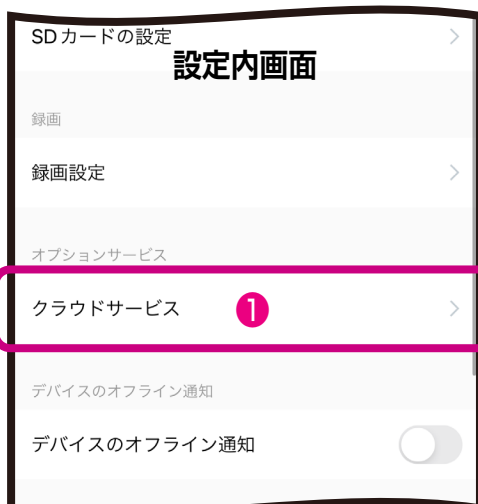 SDカードの設定
設定内画面
録画
録画設定
オプションサービス
クラウドサービス 1
デバイスのオフライン通知
デバイスのオフライン通知